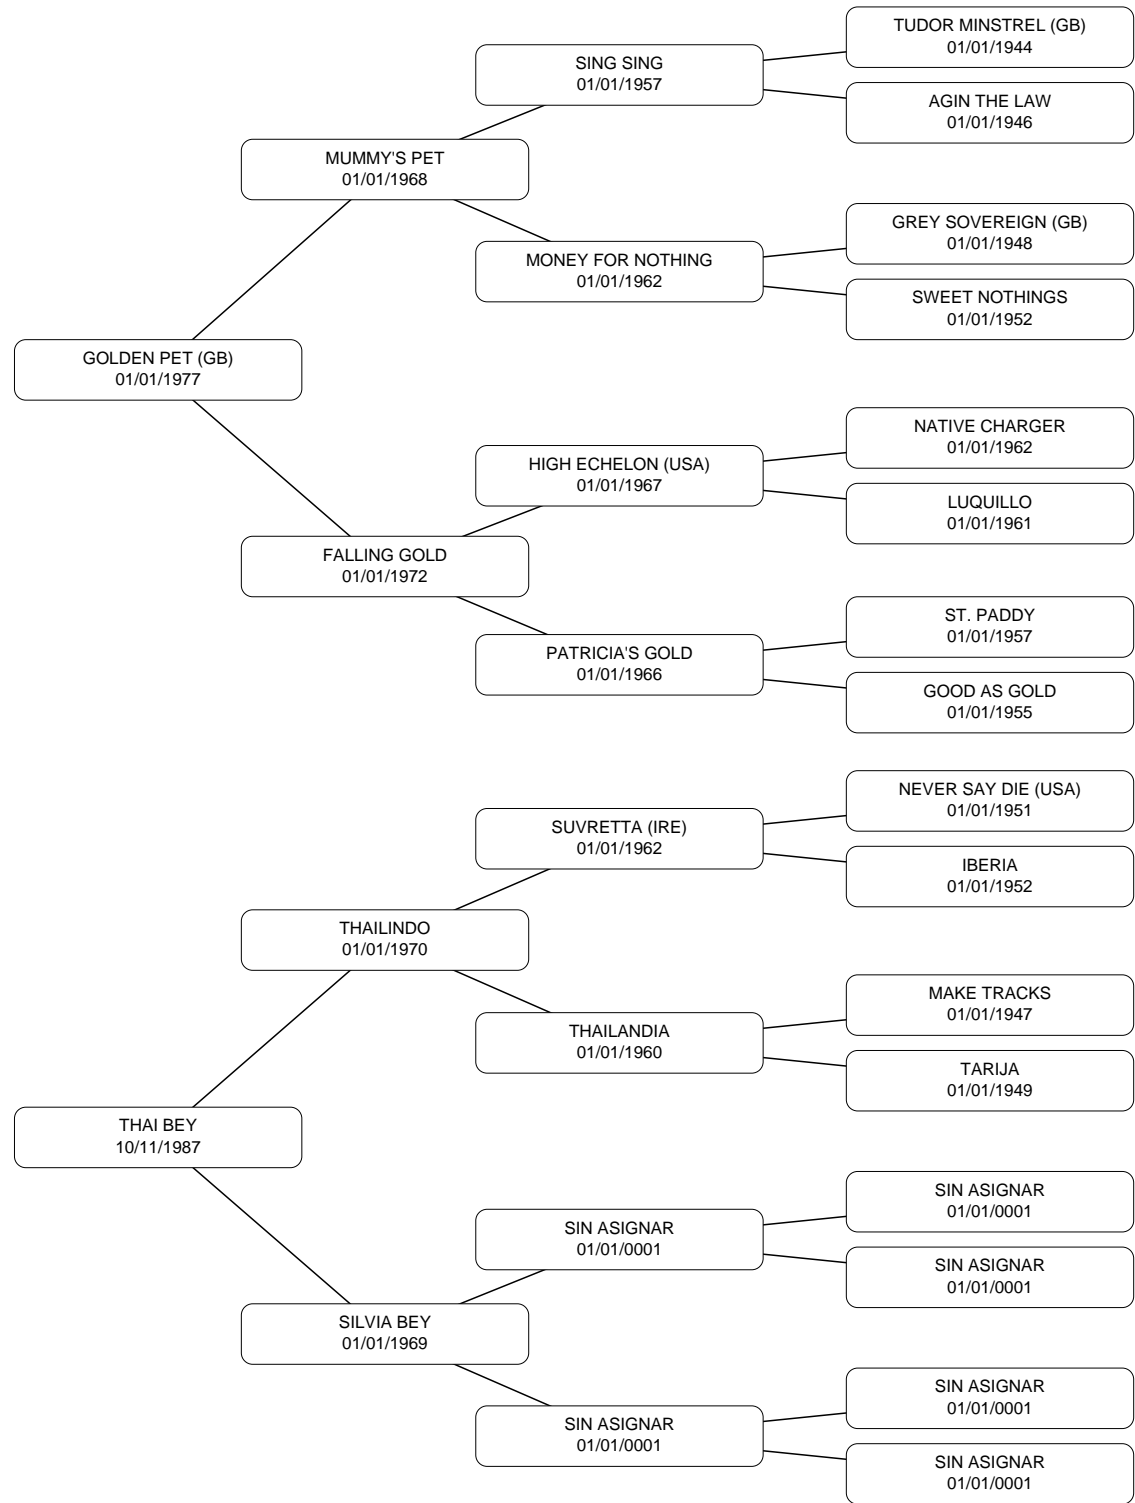 TUDOR MINSTREL (GB)
01/01/1944
SING SING
01/01/1957
AGIN THE LAW
01/01/1946
MUMMY'S PET
01/01/1968
GREY SOVEREIGN (GB)
01/01/1948
MONEY FOR NOTHING
01/01/1962
SWEET NOTHINGS
01/01/1952
GOLDEN PET (GB)
01/01/1977
NATIVE CHARGER
01/01/1962
HIGH ECHELON (USA)
01/01/1967
LUQUILLO
01/01/1961
FALLING GOLD
01/01/1972
ST. PADDY
01/01/1957
PATRICIA'S GOLD
01/01/1966
GOOD AS GOLD
01/01/1955
NEVER SAY DIE (USA)
01/01/1951
SUVRETTA (IRE)
01/01/1962
IBERIA
01/01/1952
THAILINDO
01/01/1970
MAKE TRACKS
01/01/1947
THAILANDIA
01/01/1960
TARIJA
01/01/1949
THAI BEY
10/11/1987
SIN ASIGNAR
01/01/0001
SIN ASIGNAR
01/01/0001
SIN ASIGNAR
01/01/0001
SILVIA BEY
01/01/1969
SIN ASIGNAR
01/01/0001
SIN ASIGNAR
01/01/0001
SIN ASIGNAR
01/01/0001